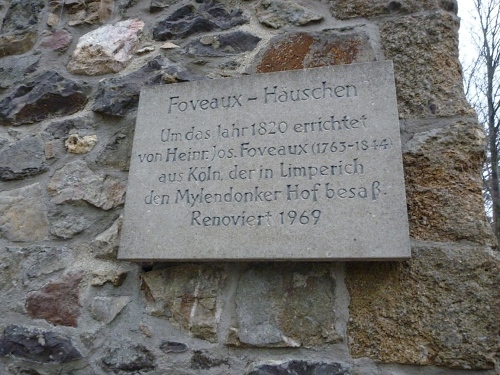 Foveaux - Häuschen
Um das Jahr 1820 errichtet
von Heinr. Jos. Foveaux (1763-1844)
aus Köln, der in Limperich
den Mylendonker Hof besaß.
Renoviert 1969